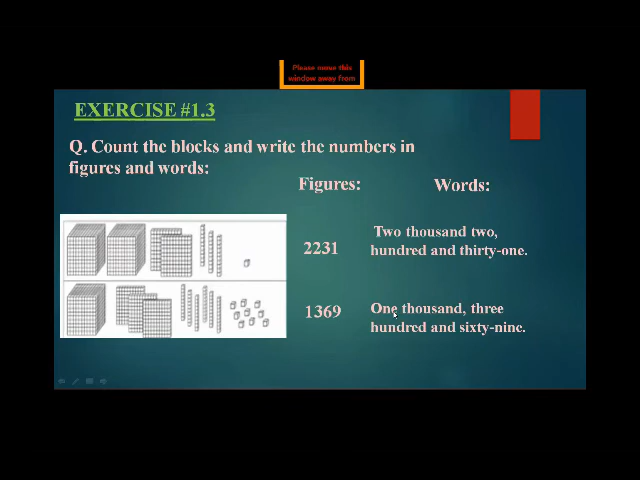 Please move this
window away from
EXERCISE #1.3
Q. Count the blocks and write the numbers in
figures and words:
Figures:
Words:
2231
Two thousand two,
hundred and thirty-one.
1369
One thousand, three
hundred and sixty-nine.